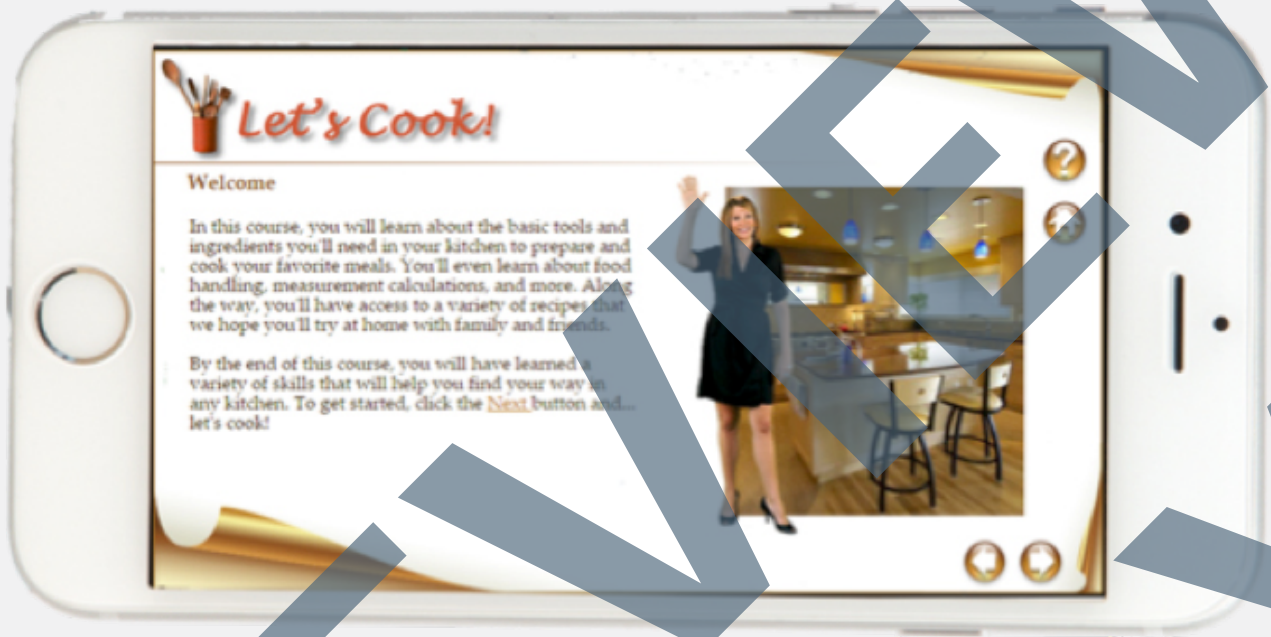 Let's Cook!
Welcome
In this course, you will learn about the basic tools and
ingredients you'll need in your kitchen to prepare and
cook your favorite meals. You'll even learn about food
handling, measurement calculations, and more. Along
the way, you'll have access to a variety of recipes that
we hope you'll try at home with family and friends.
By the end of this course, you will have learned a
variety of skills that will help you find your way in
any kitchen. To get started, click the Next button and...
let's cook!
?